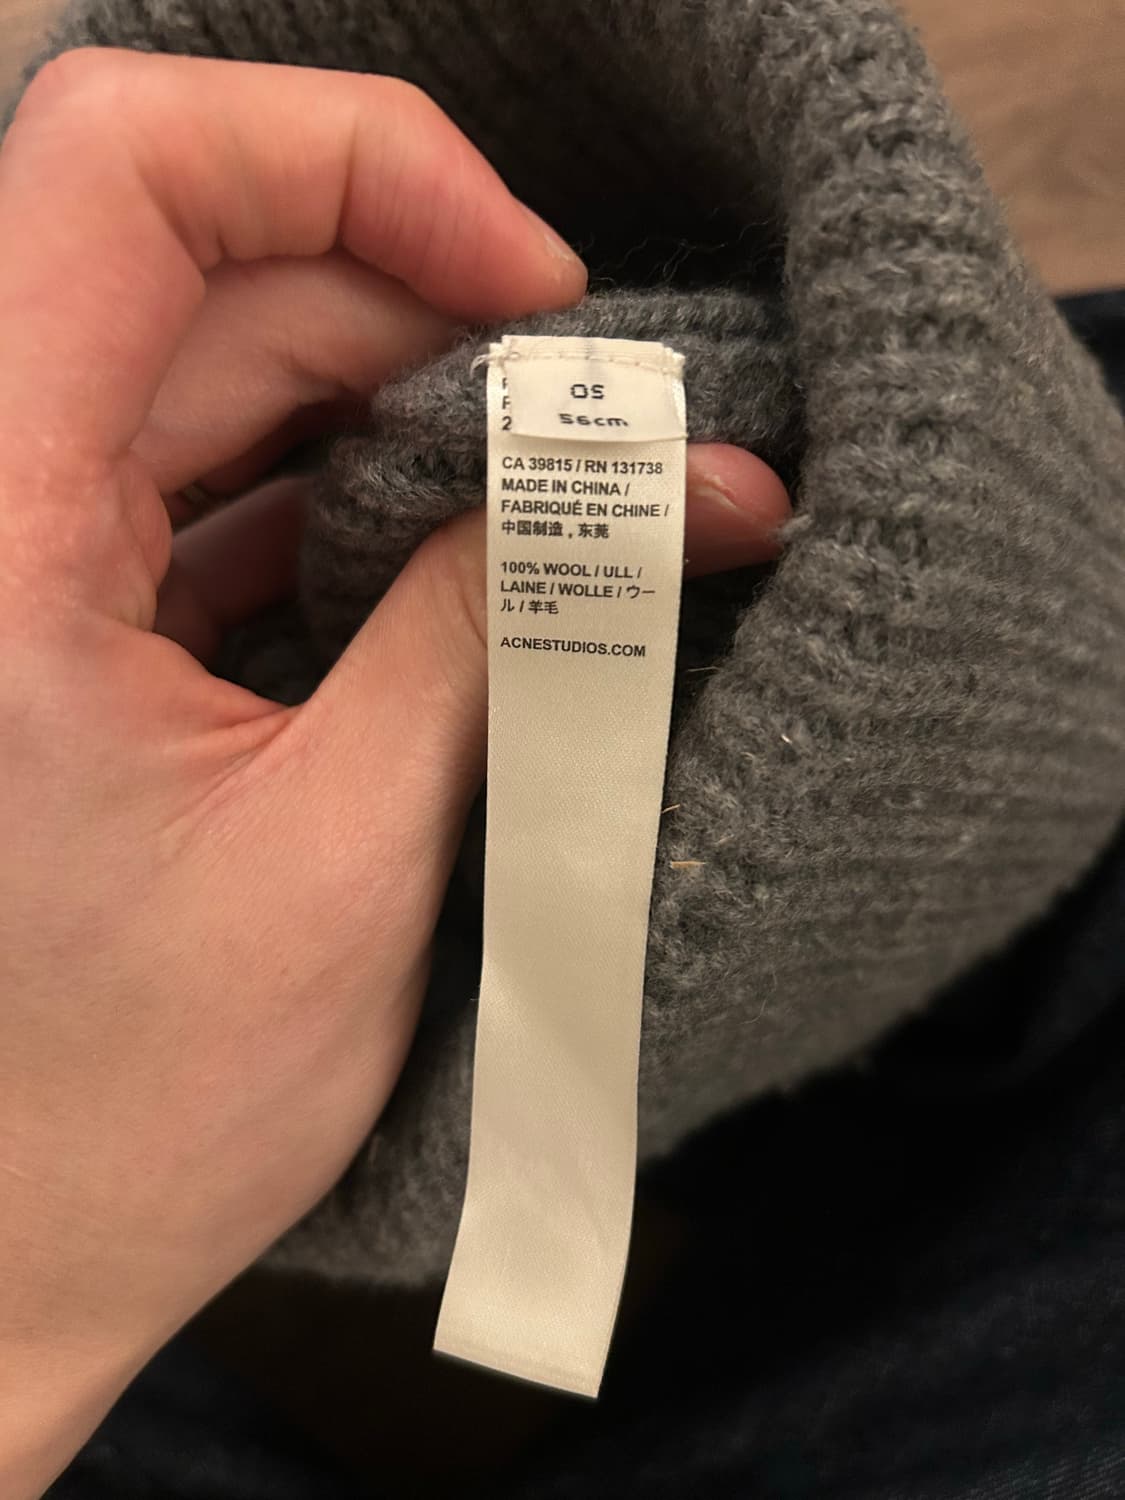 OS
56cm
CA 39815 / RN 131738
MADE IN CHINA /
FABRIQUÉ EN CHINE /
中国制造，东莞
100% WOOL / ULL /
LAINE / WOLLE / ウー
ル / 羊毛
ACNESTUDIOS.COM